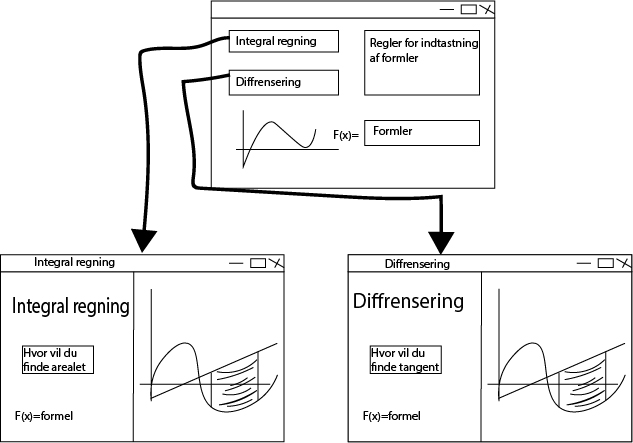 Integral regning
Regler for indtastning
af formler
Diffrensering
F(x)=
Formler
Integral regning
Integral regning
Hvor vil du
finde arealet
F(x)=formel
Diffrensering
Diffrensering
Hvor vil du
finde tangent
F(x)=formel